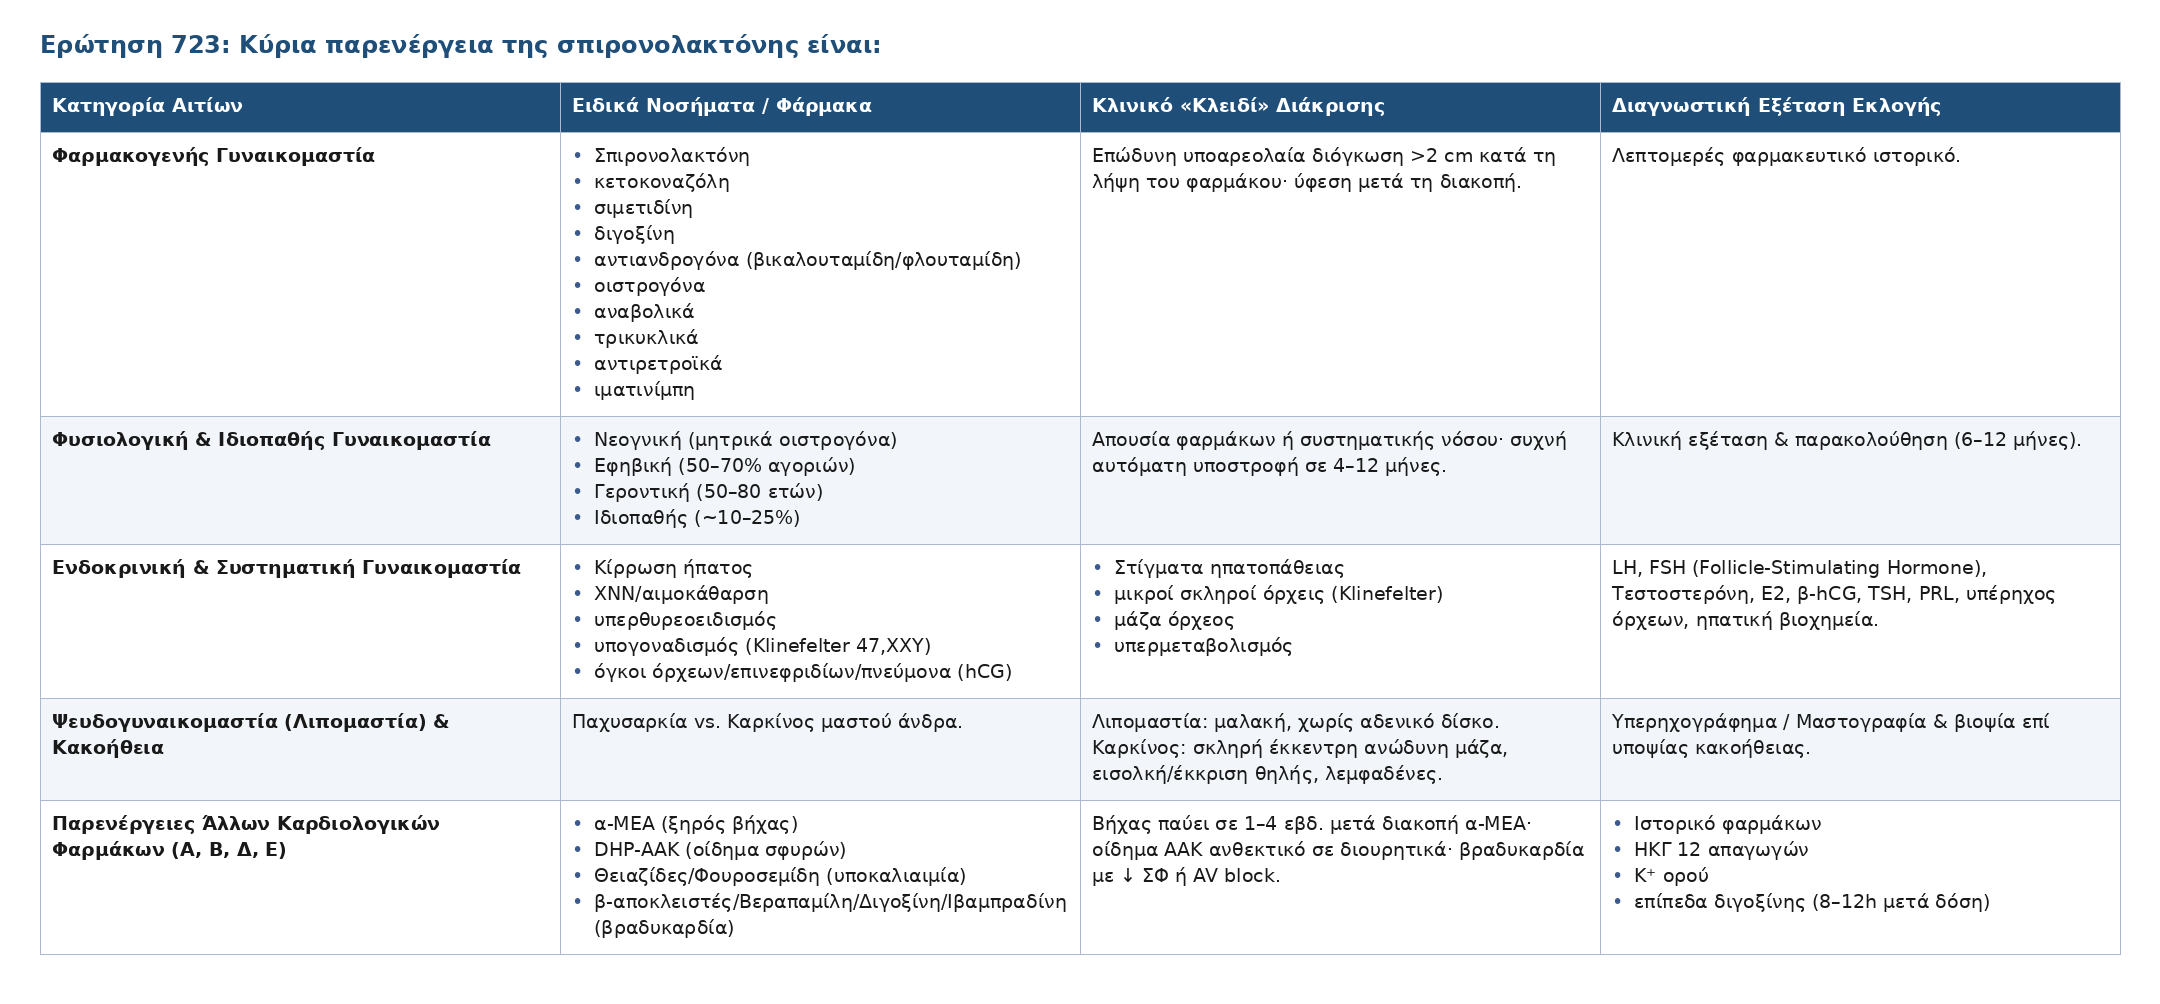 Ερώτηση 723: Κύρια παρενέργεια της σπιρονολακτόνης είναι:
Κατηγορία Αιτίων
Ειδικά Νοσήματα / Φάρμακα
Κλινικό «Κλειδί» Διάκρισης
Διαγνωστική Εξέταση Εκλογής
Φαρμακογενής Γυναικομαστία
• Σπιρονολακτόνη
• κετοκοναζόλη
• σιμετιδίνη
• διγοξίνη
• αντιανδρογόνα (βικαλουταμίδη/φλουταμίδη)
• οιστρογόνα
• αναβολικά
• τρικυκλικά
• αντιρετροϊκά
• ιματινίμπη
Επώδυνη υποαρεολαία διόγκωση >2 cm κατά τη
λήψη του φαρμάκου· ύφεση μετά τη διακοπή.
Λεπτομερές φαρμακευτικό ιστορικό.
Φυσιολογική & Ιδιοπαθής Γυναικομαστία
• Νεογνική (μητρικά οιστρογόνα)
• Εφηβική (50–70% αγοριών)
• Γεροντική (50–80 ετών)
• Ιδιοπαθής (~10–25%)
Απουσία φαρμάκων ή συστηματικής νόσου· συχνή
αυτόματη υποστροφή σε 4–12 μήνες.
Κλινική εξέταση & παρακολούθηση (6–12 μήνες).
Ενδοκρινική & Συστηματική Γυναικομαστία
• Κίρρωση ήπατος
• ΧΝΝ/αιμοκάθαρση
• υπερθυρεοειδισμός
• υπογοναδισμός (Klinefelter 47,XXY)
• όγκοι όρχεων/επινεφριδίων/πνεύμονα (hCG)
• Στίγματα ηπατοπάθειας
• μικροί σκληροί όρχεις (Klinefelter)
• μάζα όρχεος
• υπερμεταβολισμός
LH, FSH (Follicle-Stimulating Hormone),
Τεστοστερόνη, E2, β-hCG, TSH, PRL, υπέρηχος
όρχεων, ηπατική βιοχημεία.
Ψευδογυναικομαστία (Λιπομαστία) &
Κακοήθεια
Παχυσαρκία vs. Καρκίνος μαστού άνδρα.
Λιπομαστία: μαλακή, χωρίς αδενικό δίσκο.
Καρκίνος: σκληρή έκκεντρη ανώδυνη μάζα,
εισολκή/έκκριση θηλής, λεμφαδένες.
Υπερηχογράφημα / Μαστογραφία & βιοψία επί
υποψίας κακοήθειας.
Παρενέργειες Άλλων Καρδιολογικών
Φαρμάκων (Α, Β, Δ, Ε)
• α-ΜΕΑ (ξηρός βήχας)
• DHP-ΑΑΚ (οίδημα σφυρών)
• Θειαζίδες/Φουροσεμίδη (υποκαλιαιμία)
• β-αποκλειστές/Βεραπαμίλη/Διγοξίνη/Ιβαμπραδίνη
(βραδυκαρδία)
Βήχας παύει σε 1–4 εβδ. μετά διακοπή α-ΜΕΑ·
οίδημα ΑΑΚ ανθεκτικό σε διουρητικά· βραδυκαρδία
με ↓ ΣΦ ή AV block.
• Ιστορικό φαρμάκων
• ΗΚΓ 12 απαγωγών
• K⁺ ορού
• επίπεδα διγοξίνης (8–12h μετά δόση)